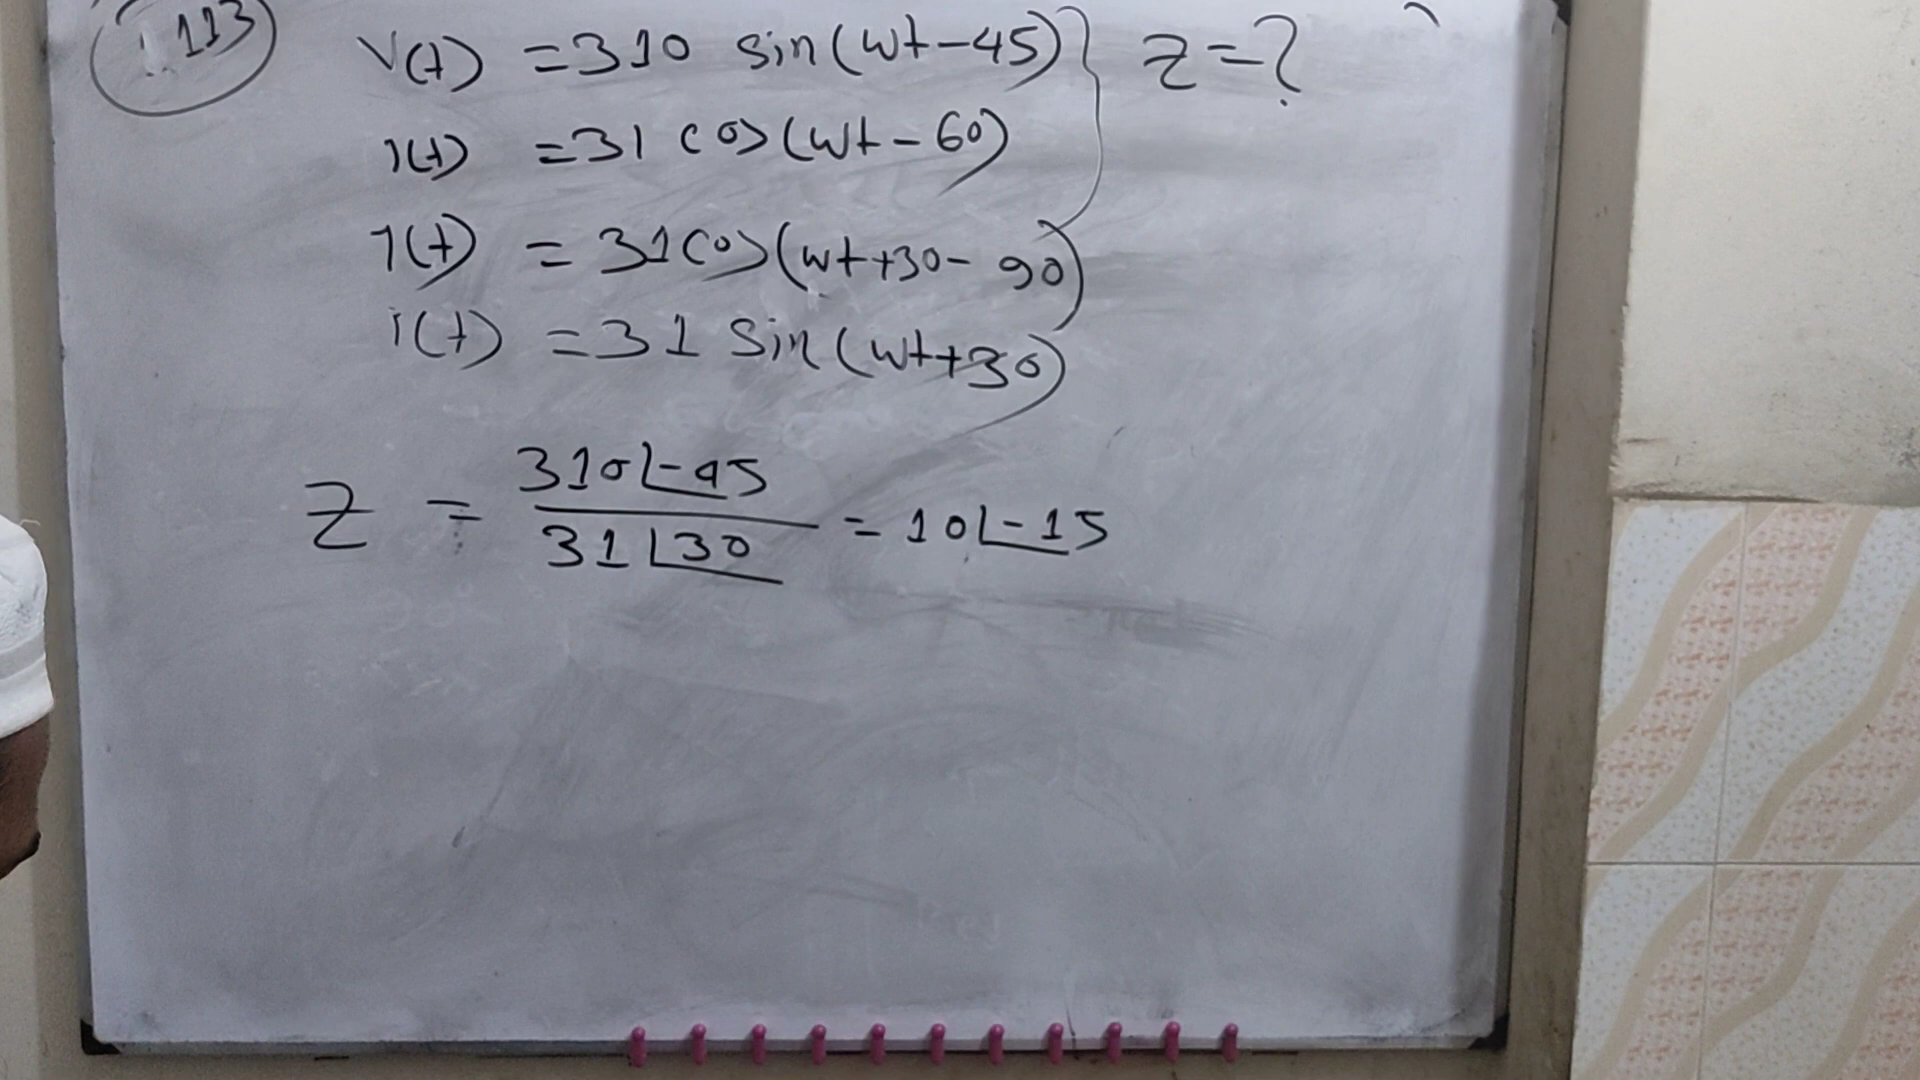 113
V(t) = 310 sin(wt-45) } Z=?
i(t) = 31 cos(wt-60)
i(t) = 31 cos(wt+30-90)
i(t) = 31 sin(wt+30)
Z = 310∠-45 / 31∠30 = 10∠-15